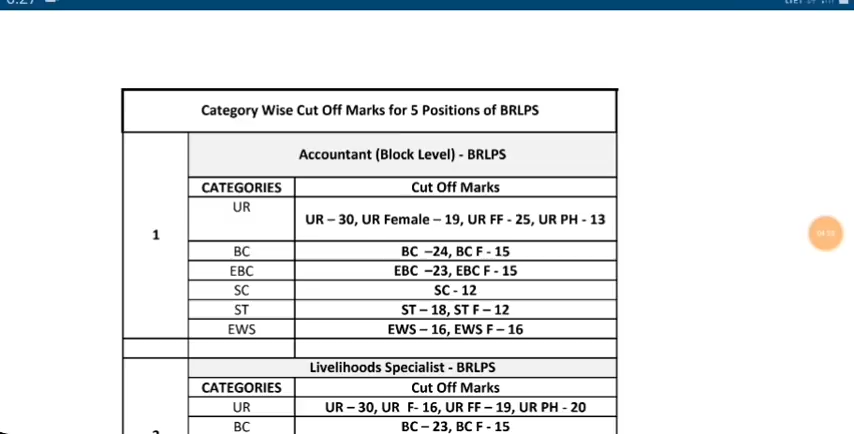 Category Wise Cut Off Marks for 5 Positions of BRLPS
Accountant (Block Level) - BRLPS
CATEGORIES Cut Off Marks
UR UR – 30, UR Female – 19, UR FF - 25, UR PH - 13
1
BC BC –24, BC F - 15
EBC EBC –23, EBC F - 15
SC SC - 12
ST ST – 18, ST F – 12
EWS EWS – 16, EWS F – 16
Livelihoods Specialist - BRLPS
CATEGORIES Cut Off Marks
UR UR – 30, UR F- 16, UR FF – 19, UR PH - 20
BC BC – 23, BC F - 15